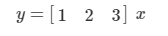 y = [ 1 2 3 ] x